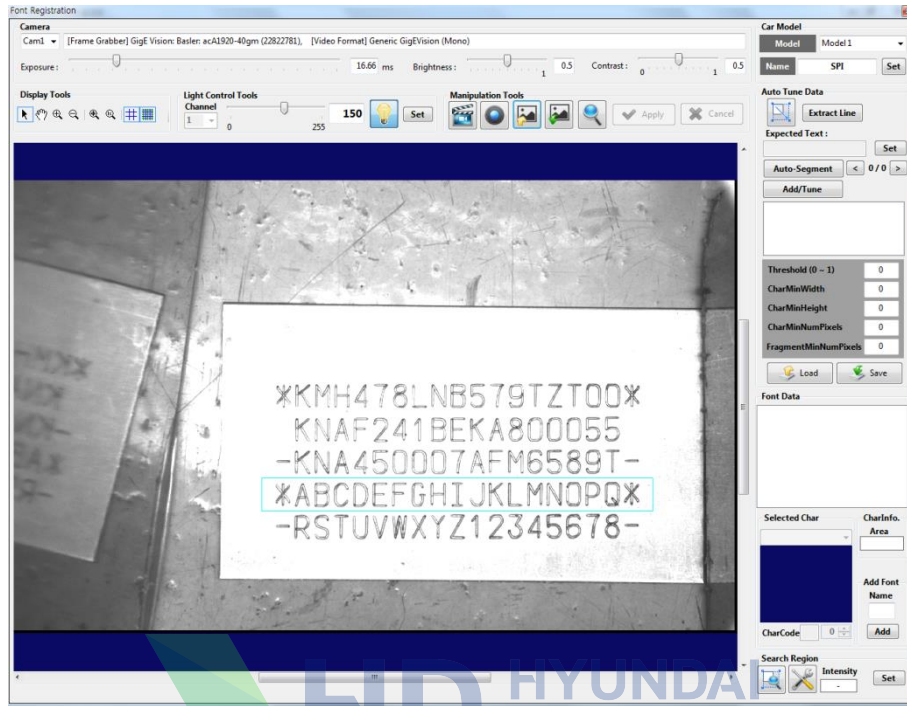 Font Registration
Camera
Cam1 [Frame Grabber] GigE Vision: Basler: acA1920-40gm (22822781), [Video Format] Generic GigEVision (Mono)
Exposure : 16.66 ms Brightness : 1 0.5 Contrast : 0 1 0.5
Display Tools
Light Control Tools
Channel
1 0 255 150 Set
Manipulation Tools
Apply Cancel
*KMH478LNB579TZT00*
KNAF241BEKA800055
-KNA450007AFM6589T-
*ABCDEFGHIJKLMNOPQ*
-RSTUVWXYZ12345678-
Car Model
Model Model 1
Name SPI Set
Auto Tune Data
Extract Line
Expected Text :
Set
Auto-Segment < 0 / 0 >
Add/Tune
Threshold (0 ~ 1) 0
CharMinWidth 0
CharMinHeight 0
CharMinNumPixels 0
FragmentMinNumPixels 0
Load Save
Font Data
Selected Char CharInfo.
Area
Add Font
Name
CharCode 0 Add
Search Region
Intensity
- Set
HYUNDAI